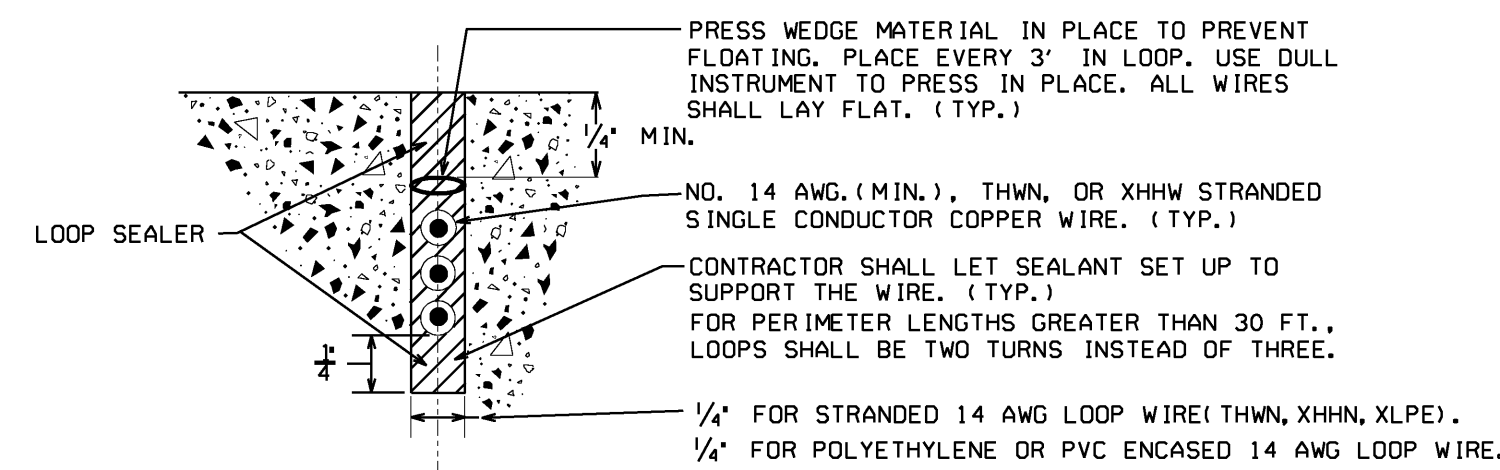 PRESS WEDGE MATERIAL IN PLACE TO PREVENT
FLOATING. PLACE EVERY 3' IN LOOP. USE DULL
INSTRUMENT TO PRESS IN PLACE. ALL WIRES
SHALL LAY FLAT. (TYP.)
1/4" MIN.
NO. 14 AWG.(MIN.), THWN, OR XHHW STRANDED
SINGLE CONDUCTOR COPPER WIRE. (TYP.)
LOOP SEALER
CONTRACTOR SHALL LET SEALANT SET UP TO
SUPPORT THE WIRE. (TYP.)
FOR PERIMETER LENGTHS GREATER THAN 30 FT.,
LOOPS SHALL BE TWO TURNS INSTEAD OF THREE.
1/4"
1/4" FOR STRANDED 14 AWG LOOP WIRE(THWN,XHHN,XLPE).
1/4" FOR POLYETHYLENE OR PVC ENCASED 14 AWG LOOP WIRE.